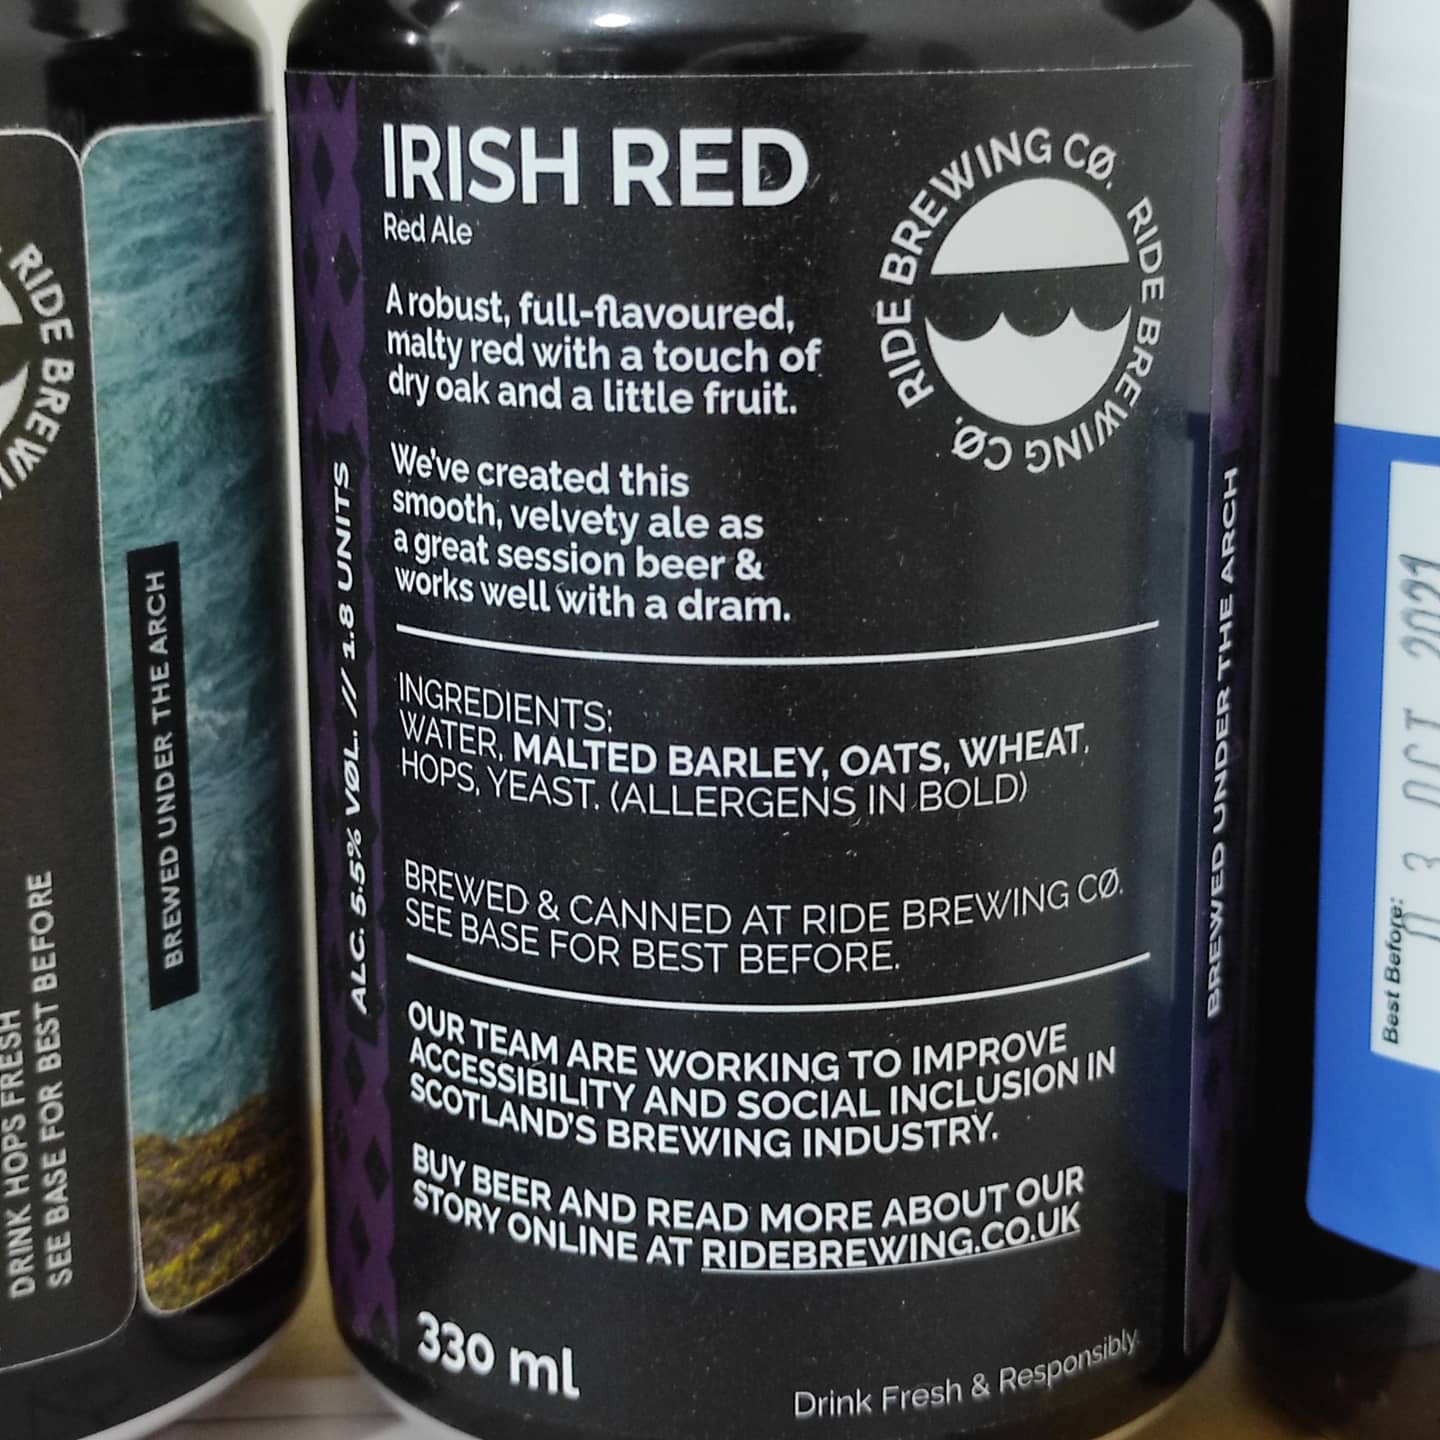 RIDE BREWI
DRINK HOPS FRESH
SEE BASE FOR BEST BEFORE
BREWED UNDER THE ARCH
ALC. 5.5% VØL. // 1.8 UNITS
IRISH RED
Red Ale
RIDE BREWING CØ. RIDE BREWING CØ.
A robust, full-flavoured,
malty red with a touch of
dry oak and a little fruit.
We've created this
smooth, velvety ale as
a great session beer &
works well with a dram.
INGREDIENTS:
WATER, MALTED BARLEY, OATS, WHEAT,
HOPS, YEAST. (ALLERGENS IN BOLD)
BREWED & CANNED AT RIDE BREWING CØ.
SEE BASE FOR BEST BEFORE.
OUR TEAM ARE WORKING TO IMPROVE
ACCESSIBILITY AND SOCIAL INCLUSION IN
SCOTLAND'S BREWING INDUSTRY.
BUY BEER AND READ MORE ABOUT OUR
STORY ONLINE AT RIDEBREWING.CO.UK
330 ml
Drink Fresh & Responsibly.
BREWED UNDER THE ARCH
Best Before:
03 OCT 2021